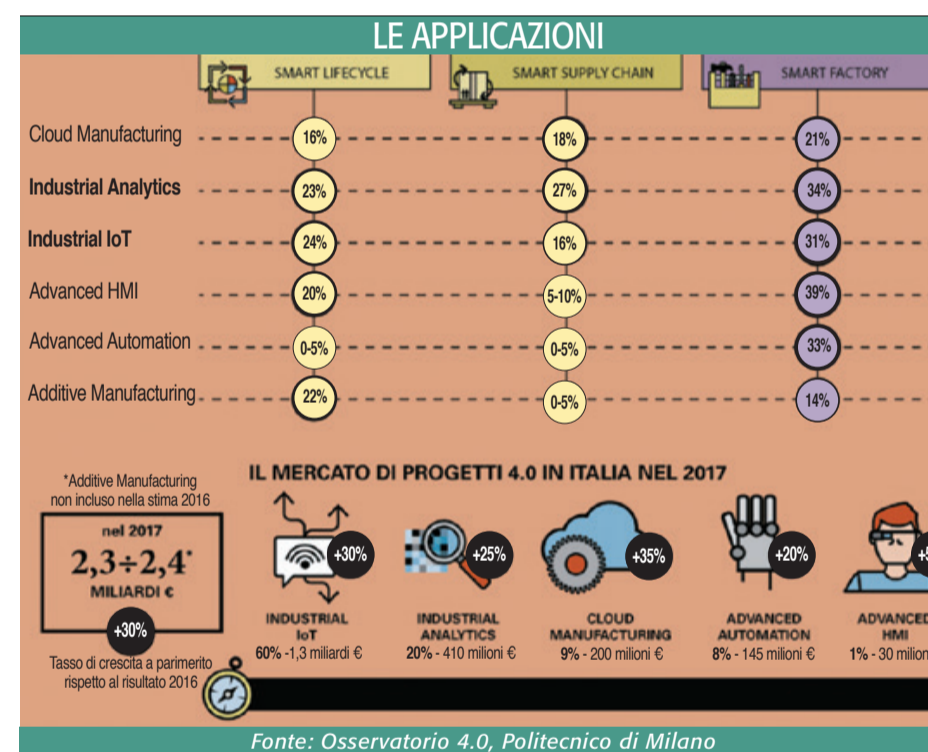 LE APPLICAZIONI
SMART LIFECYCLE SMART SUPPLY CHAIN SMART FACTORY
Cloud Manufacturing 16% 18% 21%
Industrial Analytics 23% 27% 34%
Industrial IoT 24% 16% 31%
Advanced HMI 20% 5-10% 39%
Advanced Automation 0-5% 0-5% 33%
Additive Manufacturing 22% 0-5% 14%
IL MERCATO DI PROGETTI 4.0 IN ITALIA NEL 2017
*Additive Manufacturing
non incluso nella stima 2016
nel 2017
2,3÷2,4*
MILIARDI €
+30%
Tasso di crescita a parimerito
rispetto al risultato 2016
+30%
INDUSTRIAL
IoT
60% -1,3 miliardi €
+25%
INDUSTRIAL
ANALYTICS
20% - 410 milioni €
+35%
CLOUD
MANUFACTURING
9% - 200 milioni €
+20%
ADVANCED
AUTOMATION
8% - 145 milioni €
ADVANCED
HMI
1% - 30 milion
Fonte: Osservatorio 4.0, Politecnico di Milano